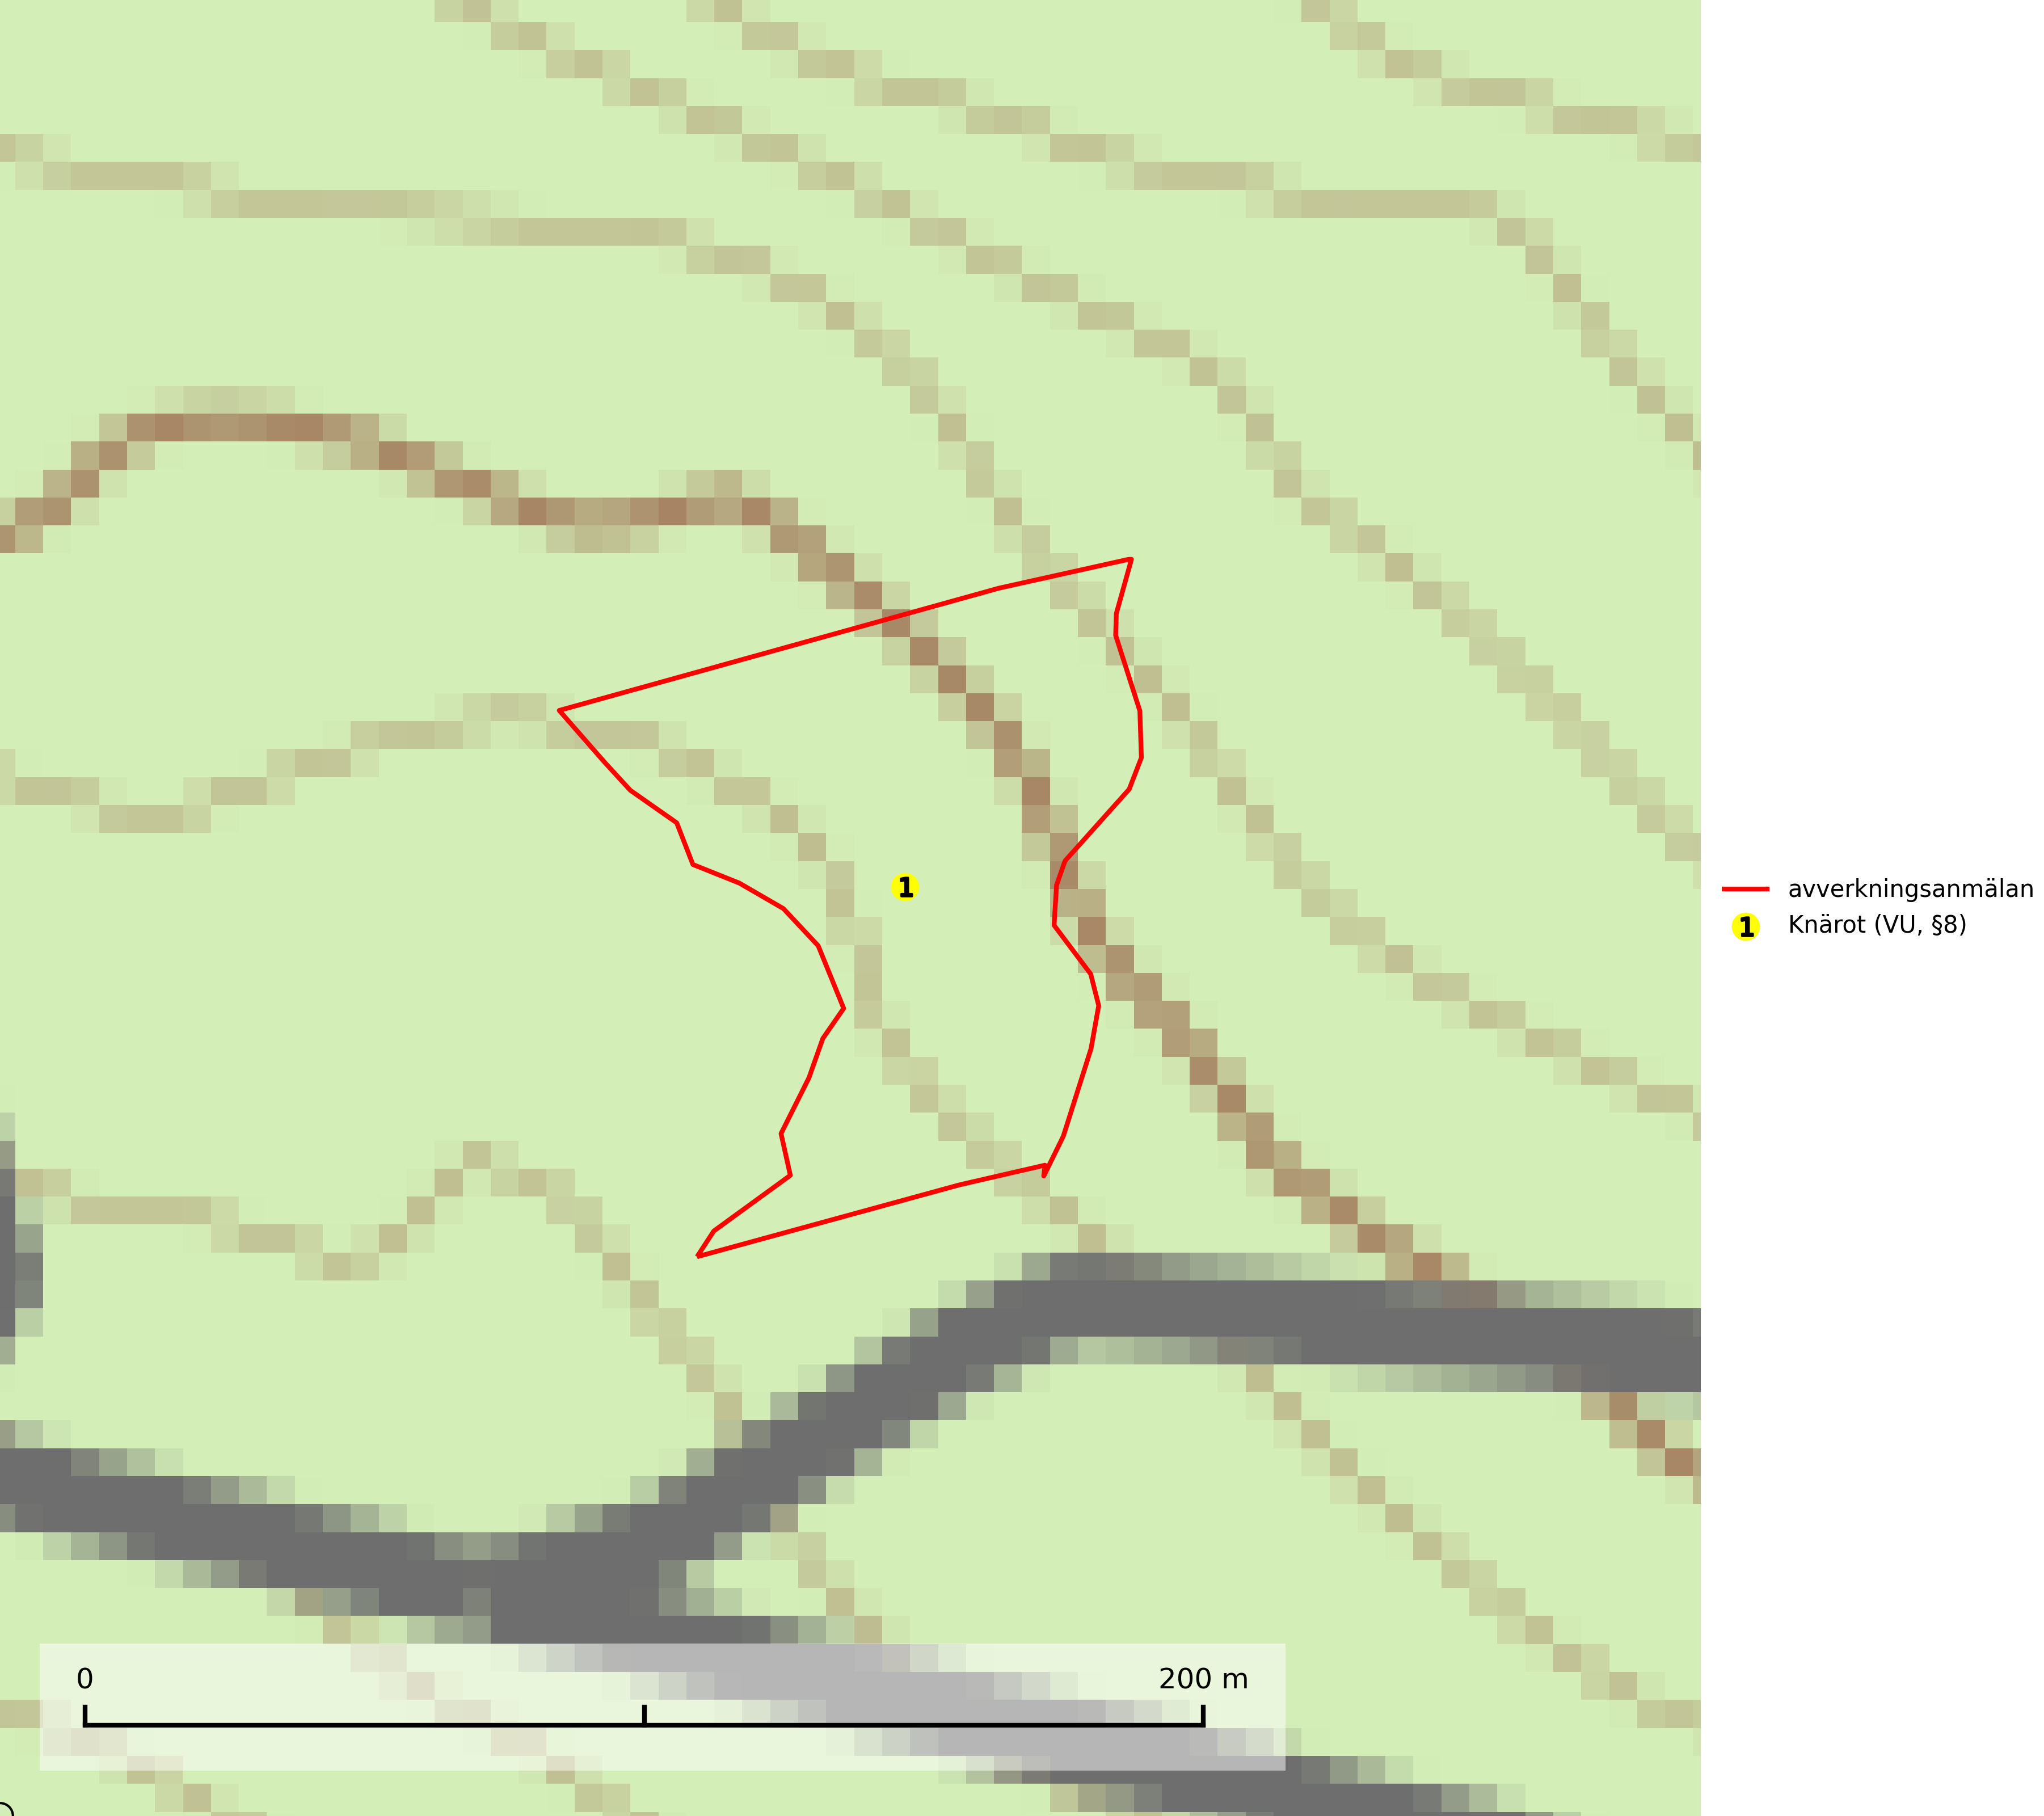 1
avverkningsanmälan
1 Knärot (VU, §8)
0 200 m